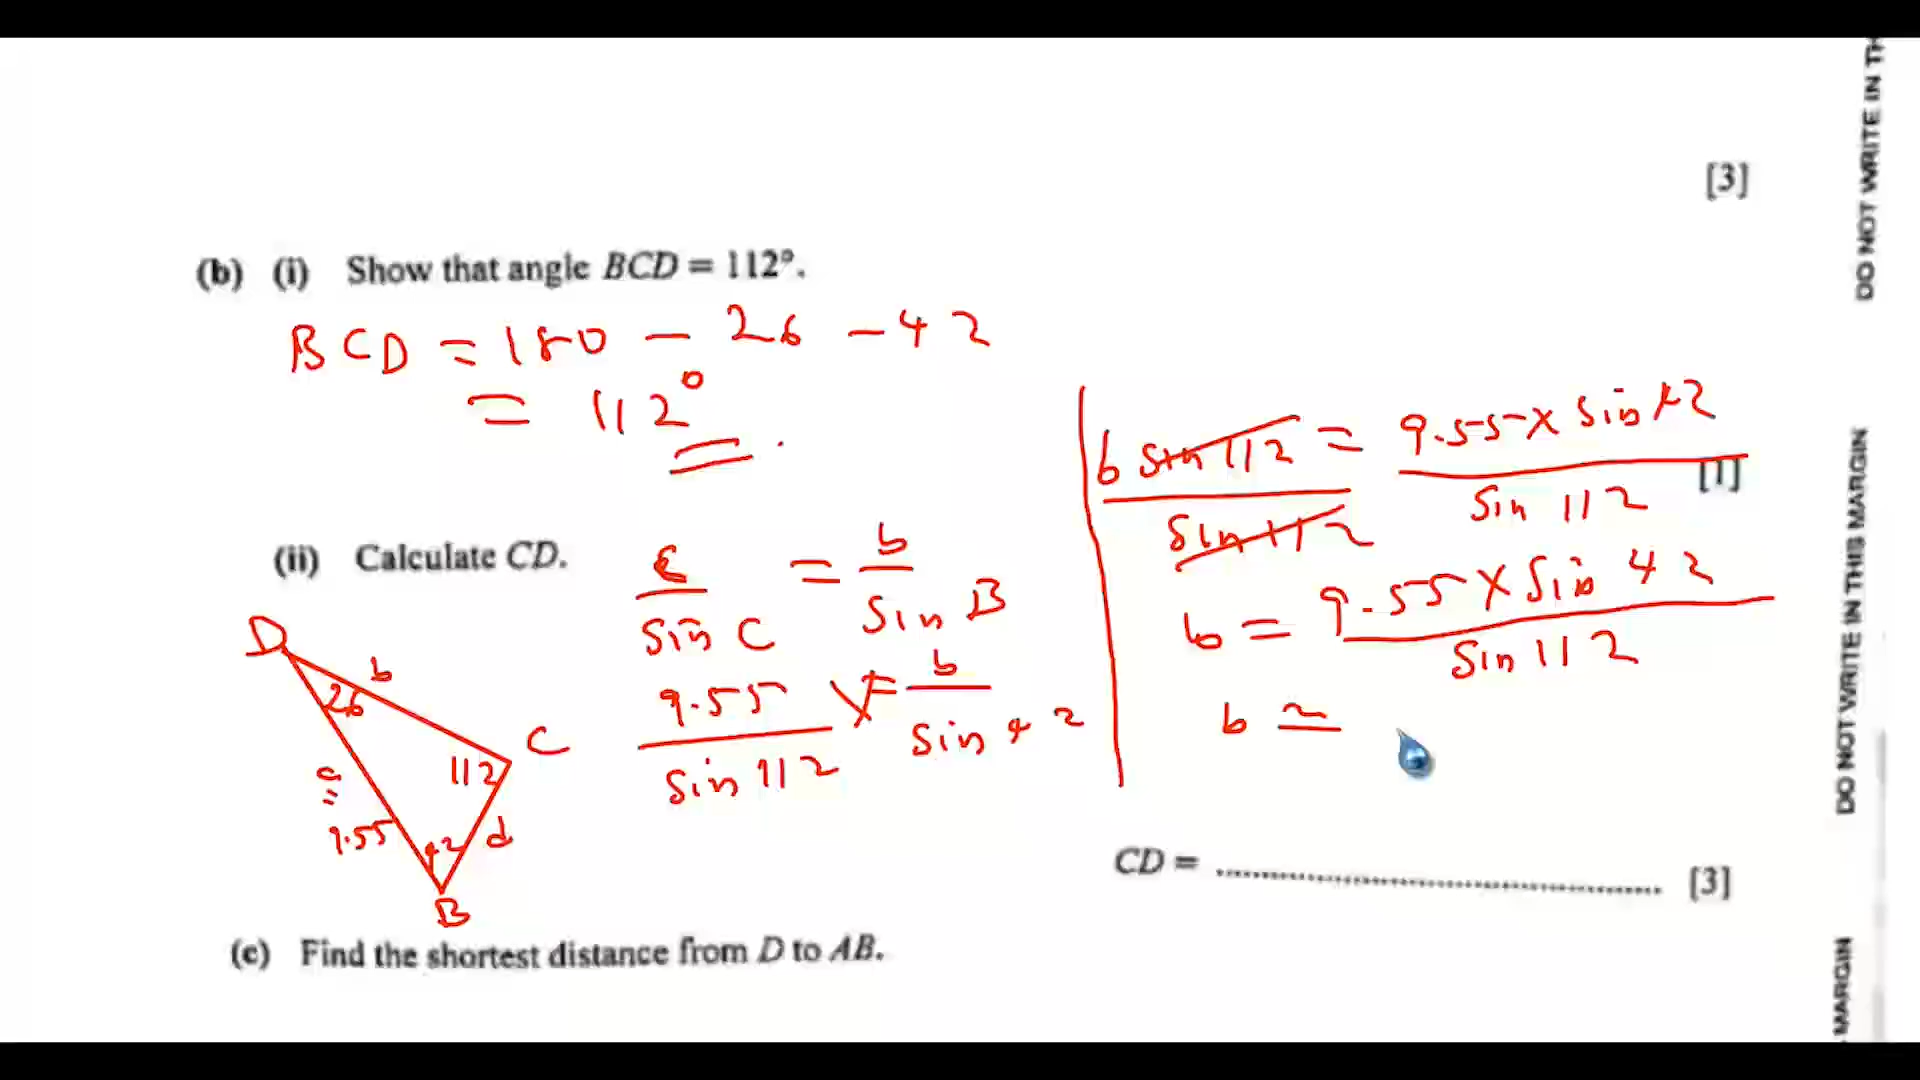 [3]
(b) (i) Show that angle BCD = 112°.
BCD = 180 - 26 - 42
= 112°
b sin 112 = 9.55 x sin 42
sin 112 sin 112
[1]
b = 9.55 x sin 42
sin 112
b =
(ii) Calculate CD.
c = b
sin C sin B
9.55 = b
sin 112 sin 42
D
b
26
C
112
c
=
9.55
42
d
B
CD = ........................................ [3]
(c) Find the shortest distance from D to AB.
DO NOT WRITE IN TH
DO NOT WRITE IN THIS MARGIN
MARGIN